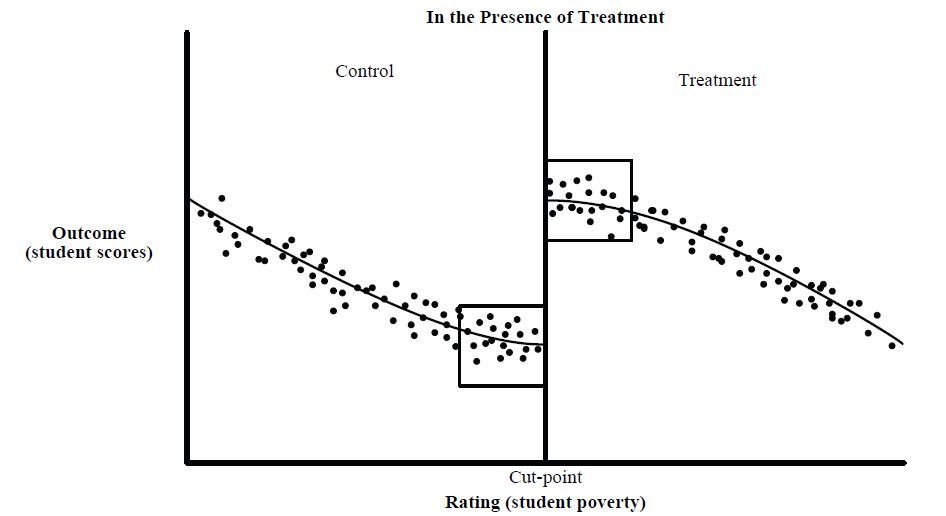 In the Presence of Treatment
Control
Treatment
Outcome
(student scores)
Cut-point
Rating (student poverty)